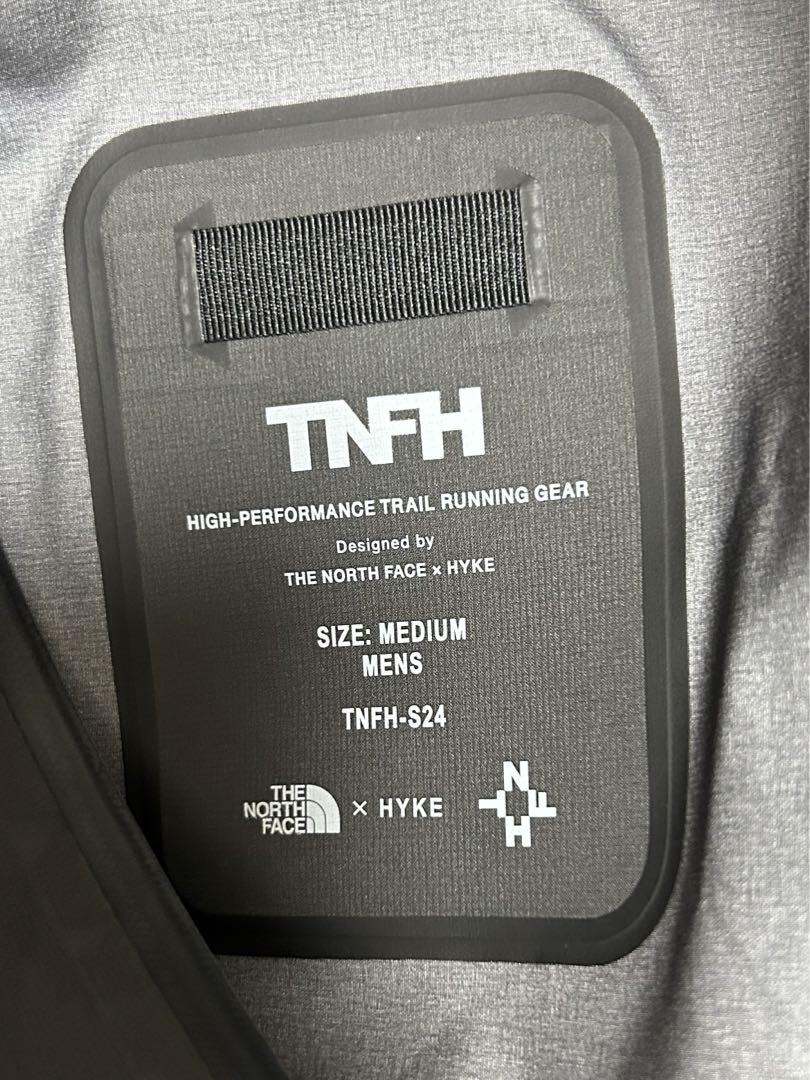 TNFH
HIGH-PERFORMANCE TRAIL RUNNING GEAR
Designed by
THE NORTH FACE × HYKE
SIZE: MEDIUM
MENS
TNFH-S24
THE
NORTH
FACE
× HYKE
N
T F
H